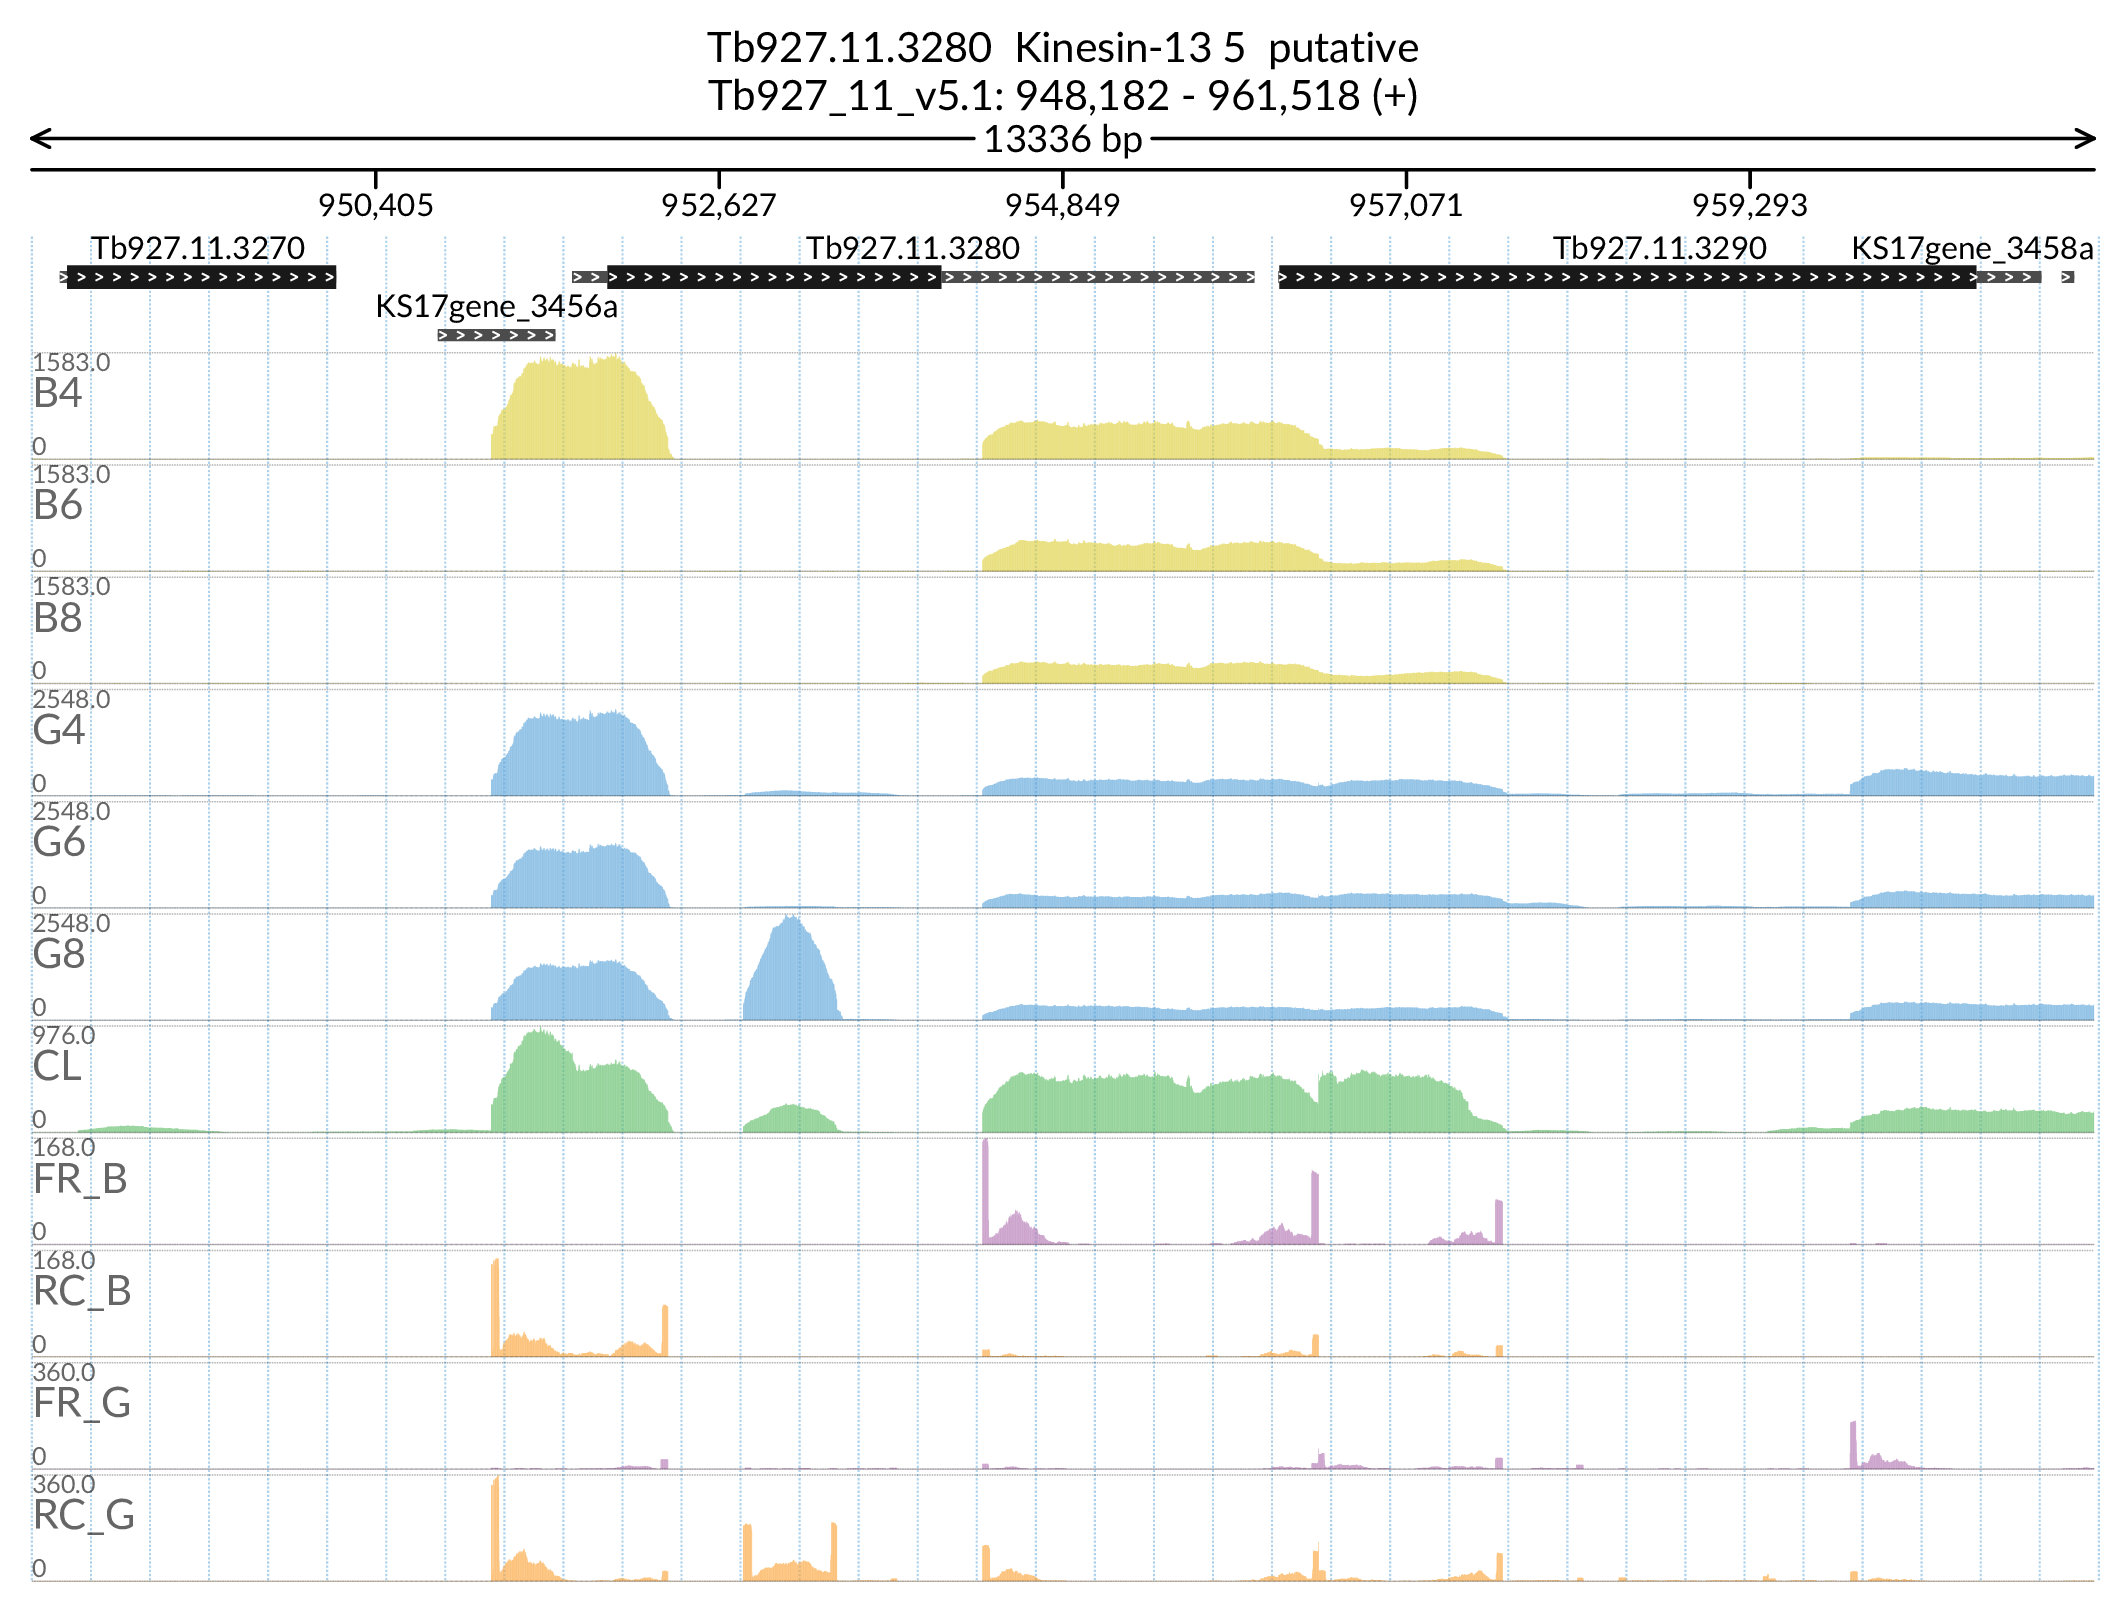 Tb927.11.3280 Kinesin-13 5 putative
Tb927_11_v5.1: 948,182 - 961,518 (+)
13336 bp
950,405 952,627 954,849 957,071 959,293
Tb927.11.3270 Tb927.11.3280 Tb927.11.3290 KS17gene_3458a
KS17gene_3456a
1583.0
B4
0
1583.0
B6
0
1583.0
B8
0
2548.0
G4
0
2548.0
G6
0
2548.0
G8
0
976.0
CL
0
168.0
FR_B
0
168.0
RC_B
0
360.0
FR_G
0
360.0
RC_G
0